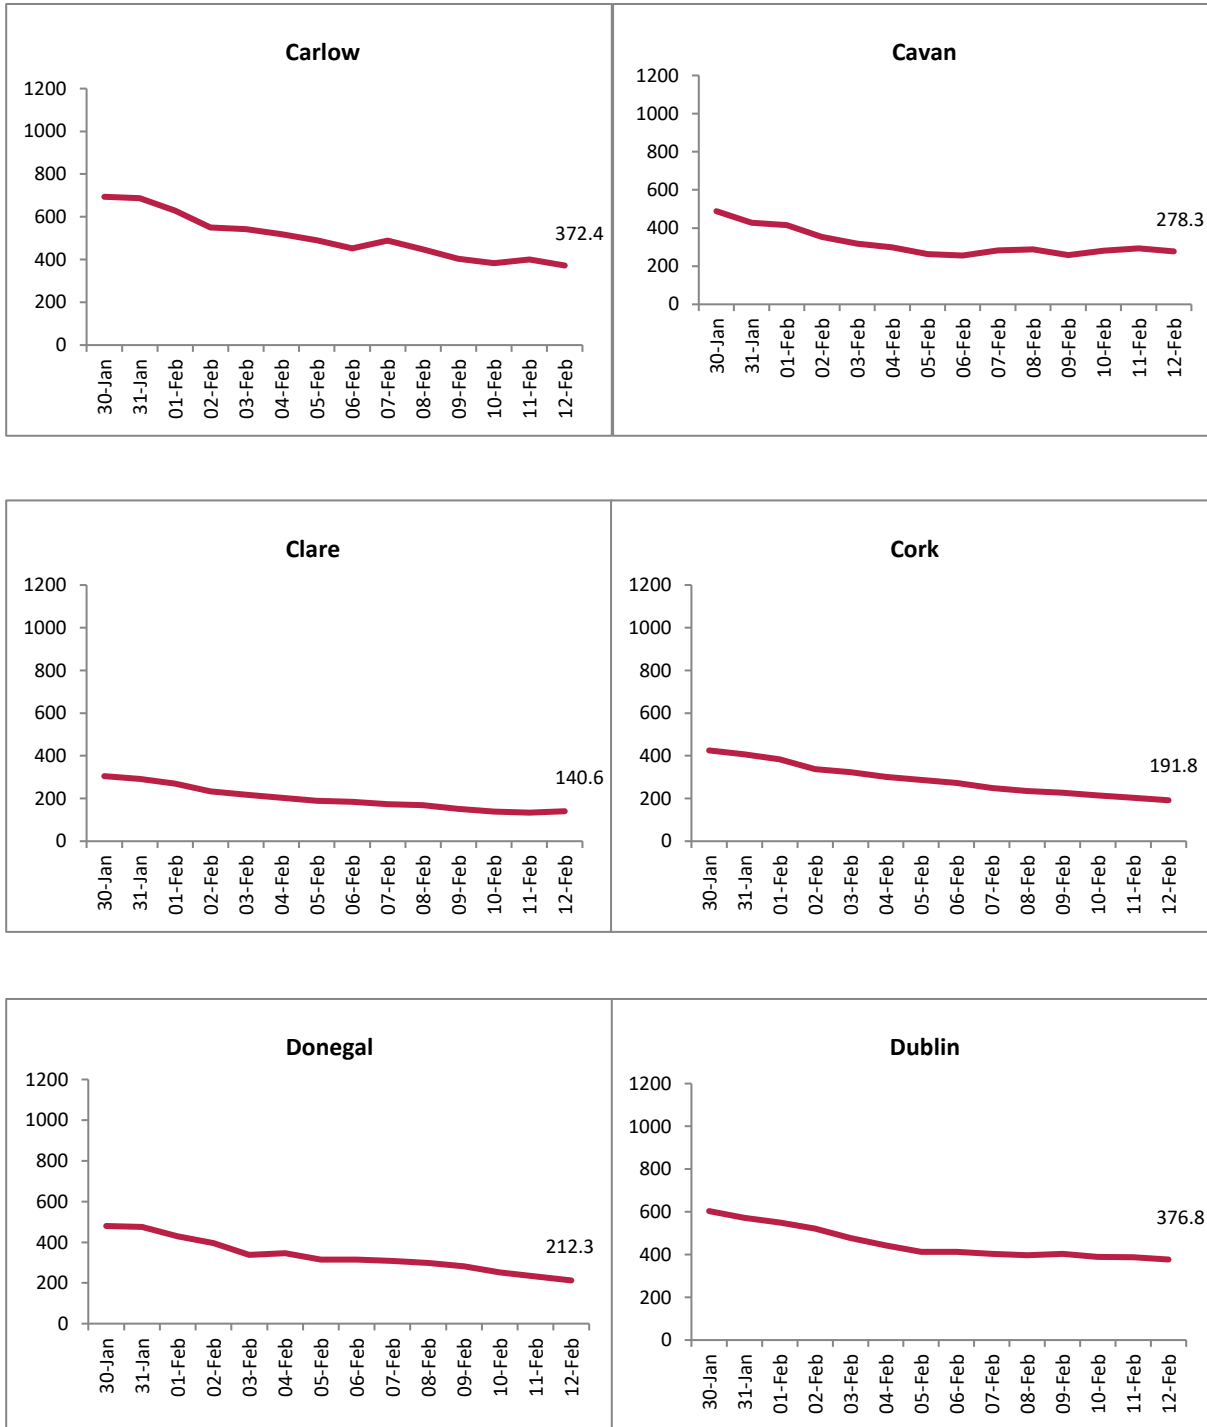 Carlow
1200
1000
800
600
400
200
0
372.4
30-Jan
31-Jan
01-Feb
02-Feb
03-Feb
04-Feb
05-Feb
06-Feb
07-Feb
08-Feb
09-Feb
10-Feb
11-Feb
12-Feb
Cavan
1200
1000
800
600
400
200
0
278.3
30-Jan
31-Jan
01-Feb
02-Feb
03-Feb
04-Feb
05-Feb
06-Feb
07-Feb
08-Feb
09-Feb
10-Feb
11-Feb
12-Feb
Clare
1200
1000
800
600
400
200
0
140.6
30-Jan
31-Jan
01-Feb
02-Feb
03-Feb
04-Feb
05-Feb
06-Feb
07-Feb
08-Feb
09-Feb
10-Feb
11-Feb
12-Feb
Cork
1200
1000
800
600
400
200
0
191.8
30-Jan
31-Jan
01-Feb
02-Feb
03-Feb
04-Feb
05-Feb
06-Feb
07-Feb
08-Feb
09-Feb
10-Feb
11-Feb
12-Feb
Donegal
1200
1000
800
600
400
200
0
212.3
30-Jan
31-Jan
01-Feb
02-Feb
03-Feb
04-Feb
05-Feb
06-Feb
07-Feb
08-Feb
09-Feb
10-Feb
11-Feb
12-Feb
Dublin
1200
1000
800
600
400
200
0
376.8
30-Jan
31-Jan
01-Feb
02-Feb
03-Feb
04-Feb
05-Feb
06-Feb
07-Feb
08-Feb
09-Feb
10-Feb
11-Feb
12-Feb